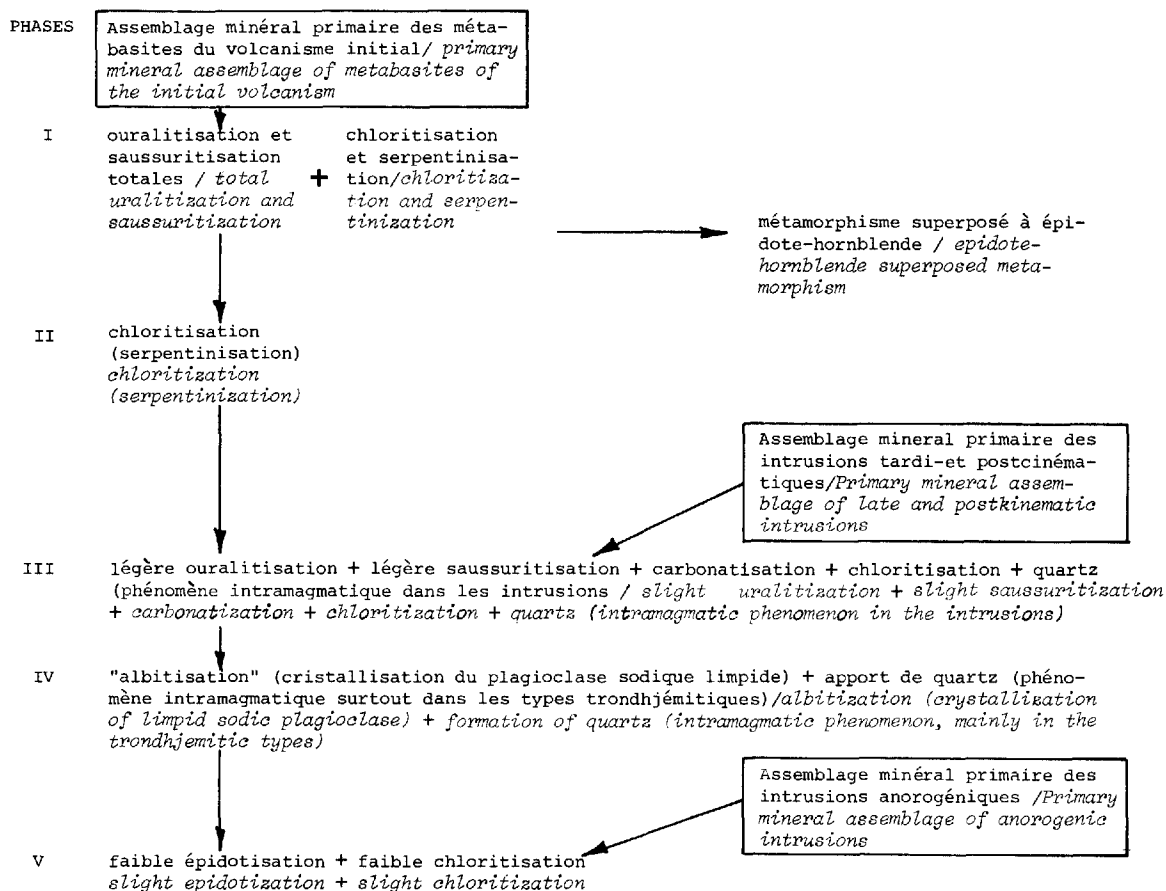 PHASES
Assemblage minéral primaire des méta-
basites du volcanisme initial/ primary
mineral assemblage of metabasites of
the initial volcanism
I
ouralitisation et
saussuritisation
totales / total
uralitization and
saussuritization
+
chloritisation
et serpentinisa-
tion/chloritiza-
tion and serpen-
tinization
métamorphisme superposé à épi-
dote-hornblende / epidote-
hornblende superposed meta-
morphism
II
chloritisation
(serpentinisation)
chloritization
(serpentinization)
Assemblage mineral primaire des
intrusions tardi-et postcinéma-
tiques/Primary mineral assem-
blage of late and postkinematic
intrusions
III
légère ouralitisation + légère saussuritisation + carbonatisation + chloritisation + quartz
(phénomène intramagmatique dans les intrusions / slight uralitization + slight saussuritization
+ carbonatization + chloritization + quartz (intramagmatic phenomenon in the intrusions)
IV
"albitisation" (cristallisation du plagioclase sodique limpide) + apport de quartz (phéno-
mène intramagmatique surtout dans les types trondhjémitiques)/albitization (crystallization
of limpid sodic plagioclase) + formation of quartz (intramagmatic phenomenon, mainly in the
trondhjemitic types)
Assemblage minéral primaire des
intrusions anorogéniques /Primary
mineral assemblage of anorogenic
intrusions
V
faible épidotisation + faible chloritisation
slight epidotization + slight chloritization